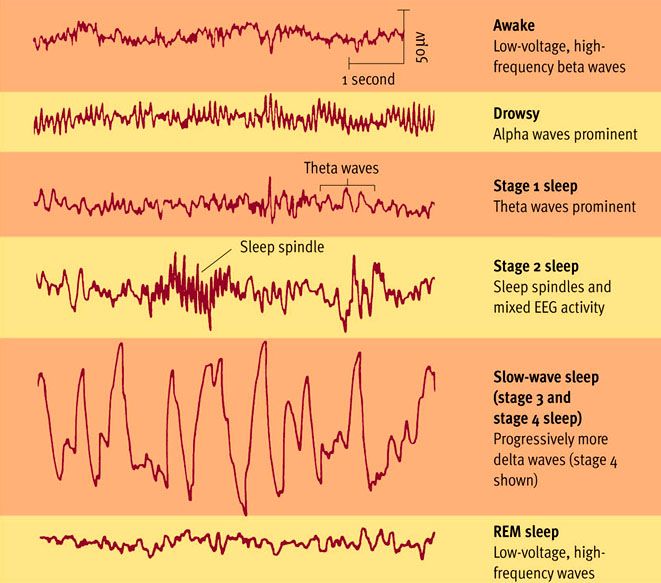 Awake
Low-voltage, high-
frequency beta waves
50 μv
1 second
Drowsy
Alpha waves prominent
Theta waves
Stage 1 sleep
Theta waves prominent
Sleep spindle
Stage 2 sleep
Sleep spindles and
mixed EEG activity
Slow-wave sleep
(stage 3 and
stage 4 sleep)
Progressively more
delta waves (stage 4
shown)
REM sleep
Low-voltage, high-
frequency waves